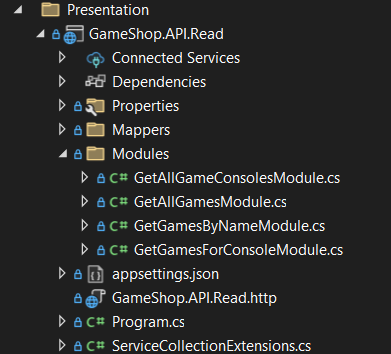 Presentation
GameShop.API.Read
Connected Services
Dependencies
Properties
Mappers
Modules
C# GetAllGameConsolesModule.cs
C# GetAllGamesModule.cs
C# GetGamesByNameModule.cs
C# GetGamesForConsoleModule.cs
appsettings.json
GameShop.API.Read.http
C# Program.cs
C# ServiceCollectionExtensions.cs